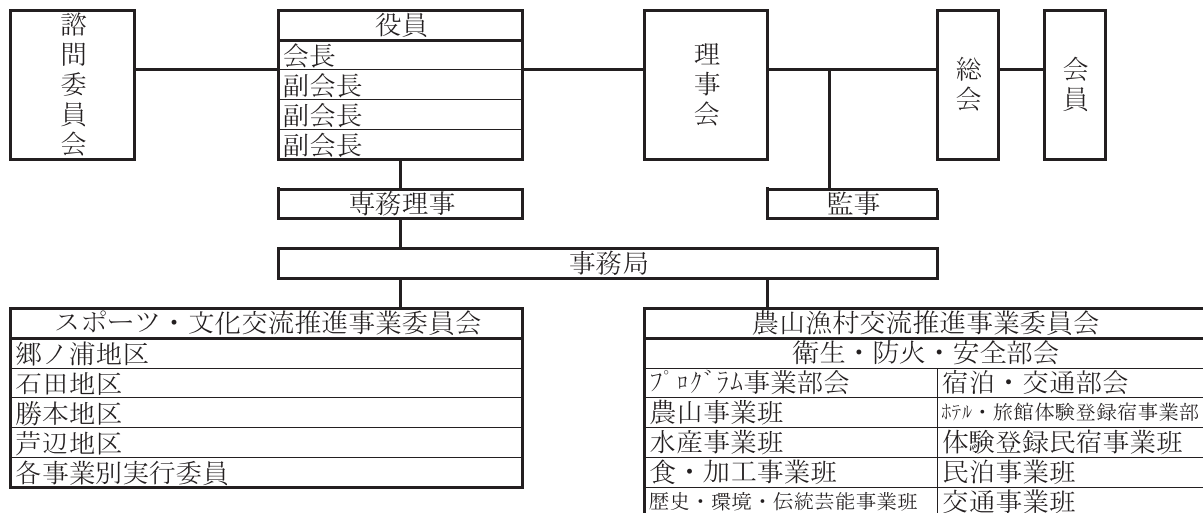 諮問委員会
役員
会長
副会長
副会長
副会長
理事会
総会
会員
専務理事
監事
事務局
スポーツ・文化交流推進事業委員会
郷ノ浦地区
石田地区
勝本地区
芦辺地区
各事業別実行委員
農山漁村交流推進事業委員会
衛生・防火・安全部会
ﾌﾟﾛｸﾞﾗﾑ事業部会
宿泊・交通部会
農山事業班
ﾎﾃﾙ・旅館体験登録宿事業部
水産事業班
体験登録民宿事業班
食・加工事業班
民泊事業班
歴史・環境・伝統芸能事業班
交通事業班